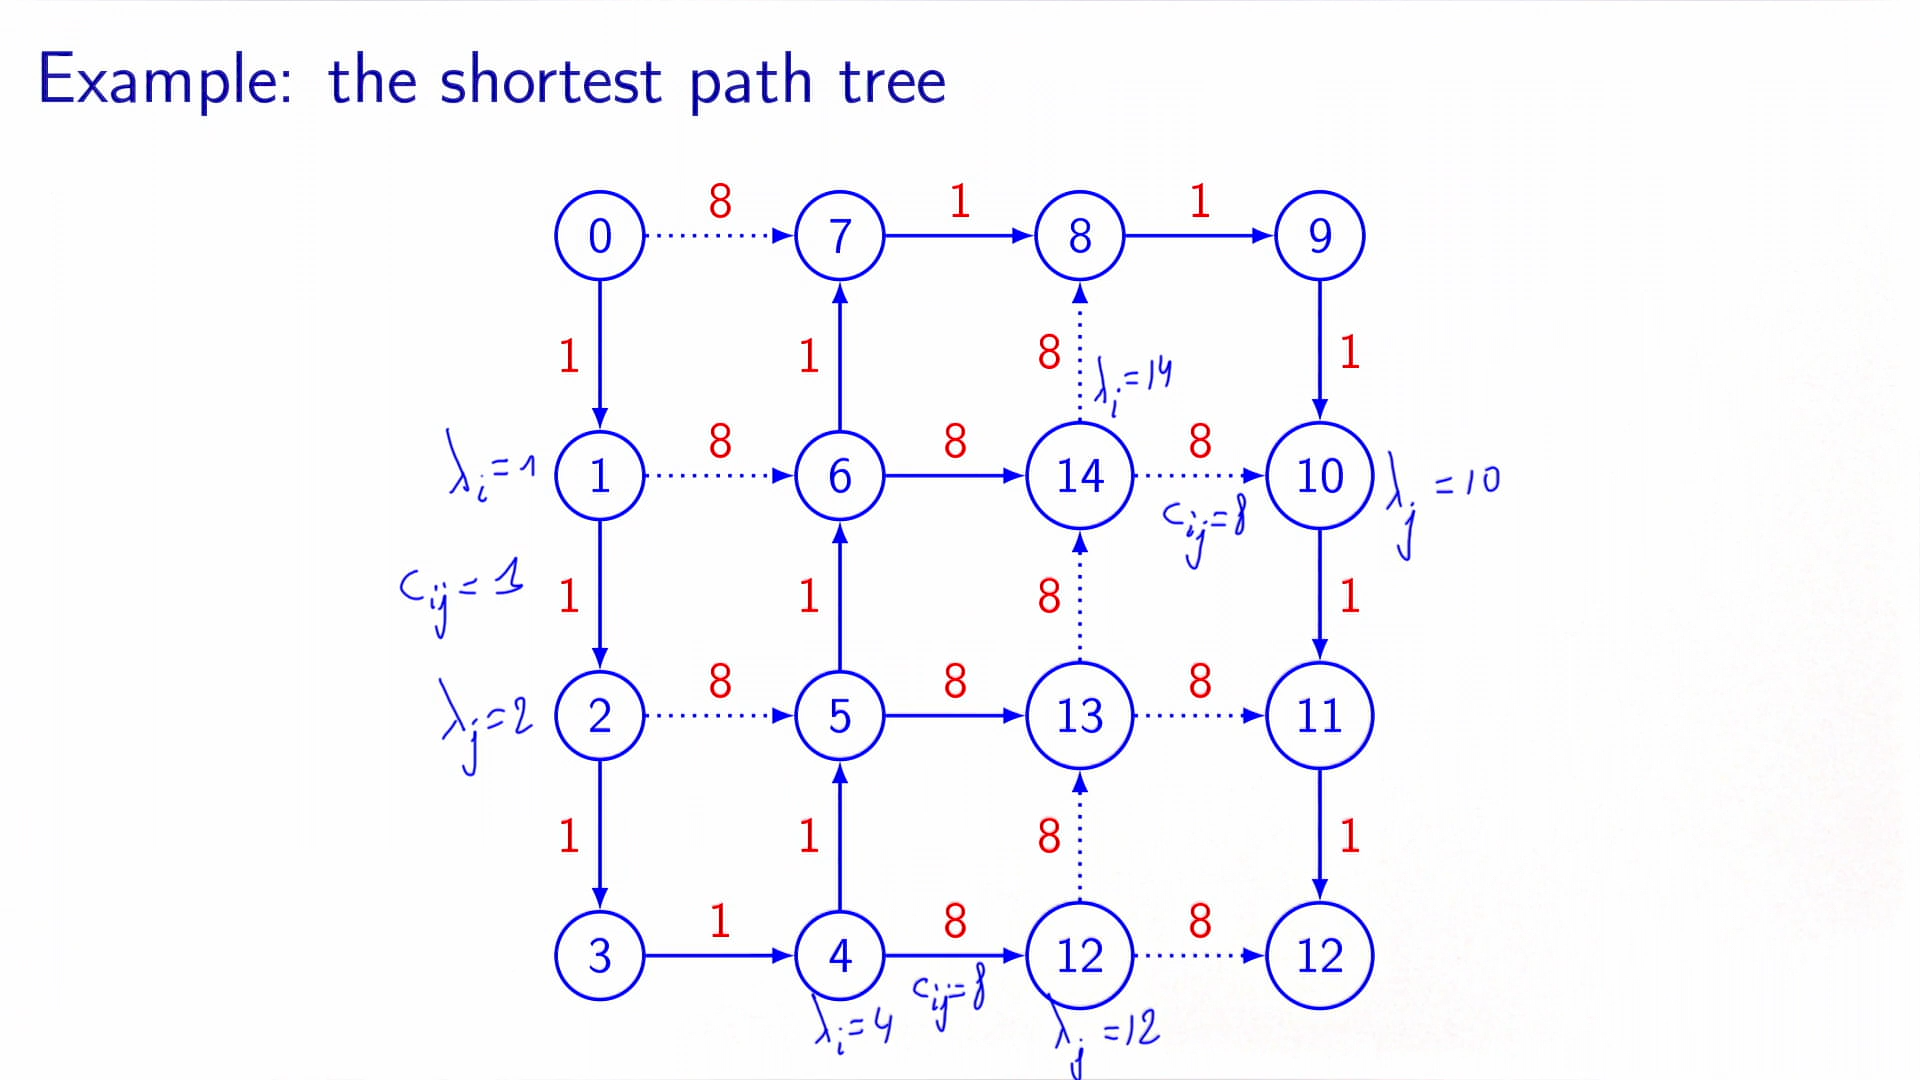 Example: the shortest path tree
8 1 1
0 7 8 9
1 1 8 λi=14 1
8 8 8
λi=1 1 6 14 10 λj=10
cij=8
cij=1 1 1 8 1
8 8 8
λj=2 2 5 13 11
1 1 8 1
1 8 8
3 4 12 12
cij=8
λi=4 λj=12